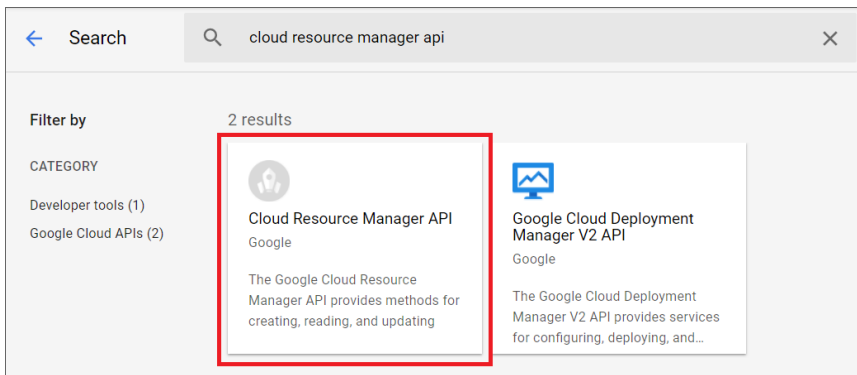 Search
cloud resource manager api
Filter by
CATEGORY
Developer tools (1)
Google Cloud APIs (2)
2 results
Cloud Resource Manager API
Google
The Google Cloud Resource
Manager API provides methods for
creating, reading, and updating
Google Cloud Deployment
Manager V2 API
Google
The Google Cloud Deployment
Manager V2 API provides services
for configuring, deploying, and...